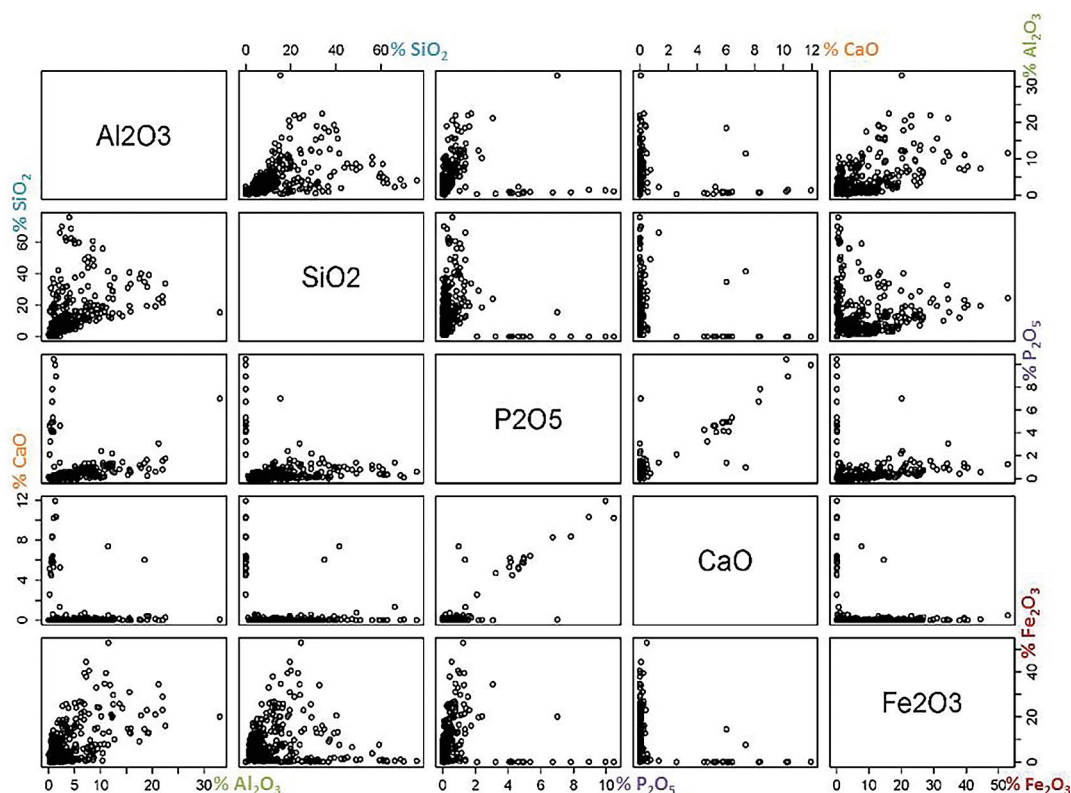 0 20 40 60 % SiO₂
0 2 4 6 8 10 12 % CaO
% Al₂O₃
Al2O3
0 10 20 30
% SiO₂
0 20 40 60
SiO2
% P₂O₅
0 2 4 6 8
P2O5
% CaO
0 4 8 12
CaO
% Fe₂O₃
0 20 40
Fe2O3
0 5 10 20 30 % Al₂O₃
0 2 4 6 8 10 % P₂O₅
0 10 20 30 40 50 % Fe₂O₃